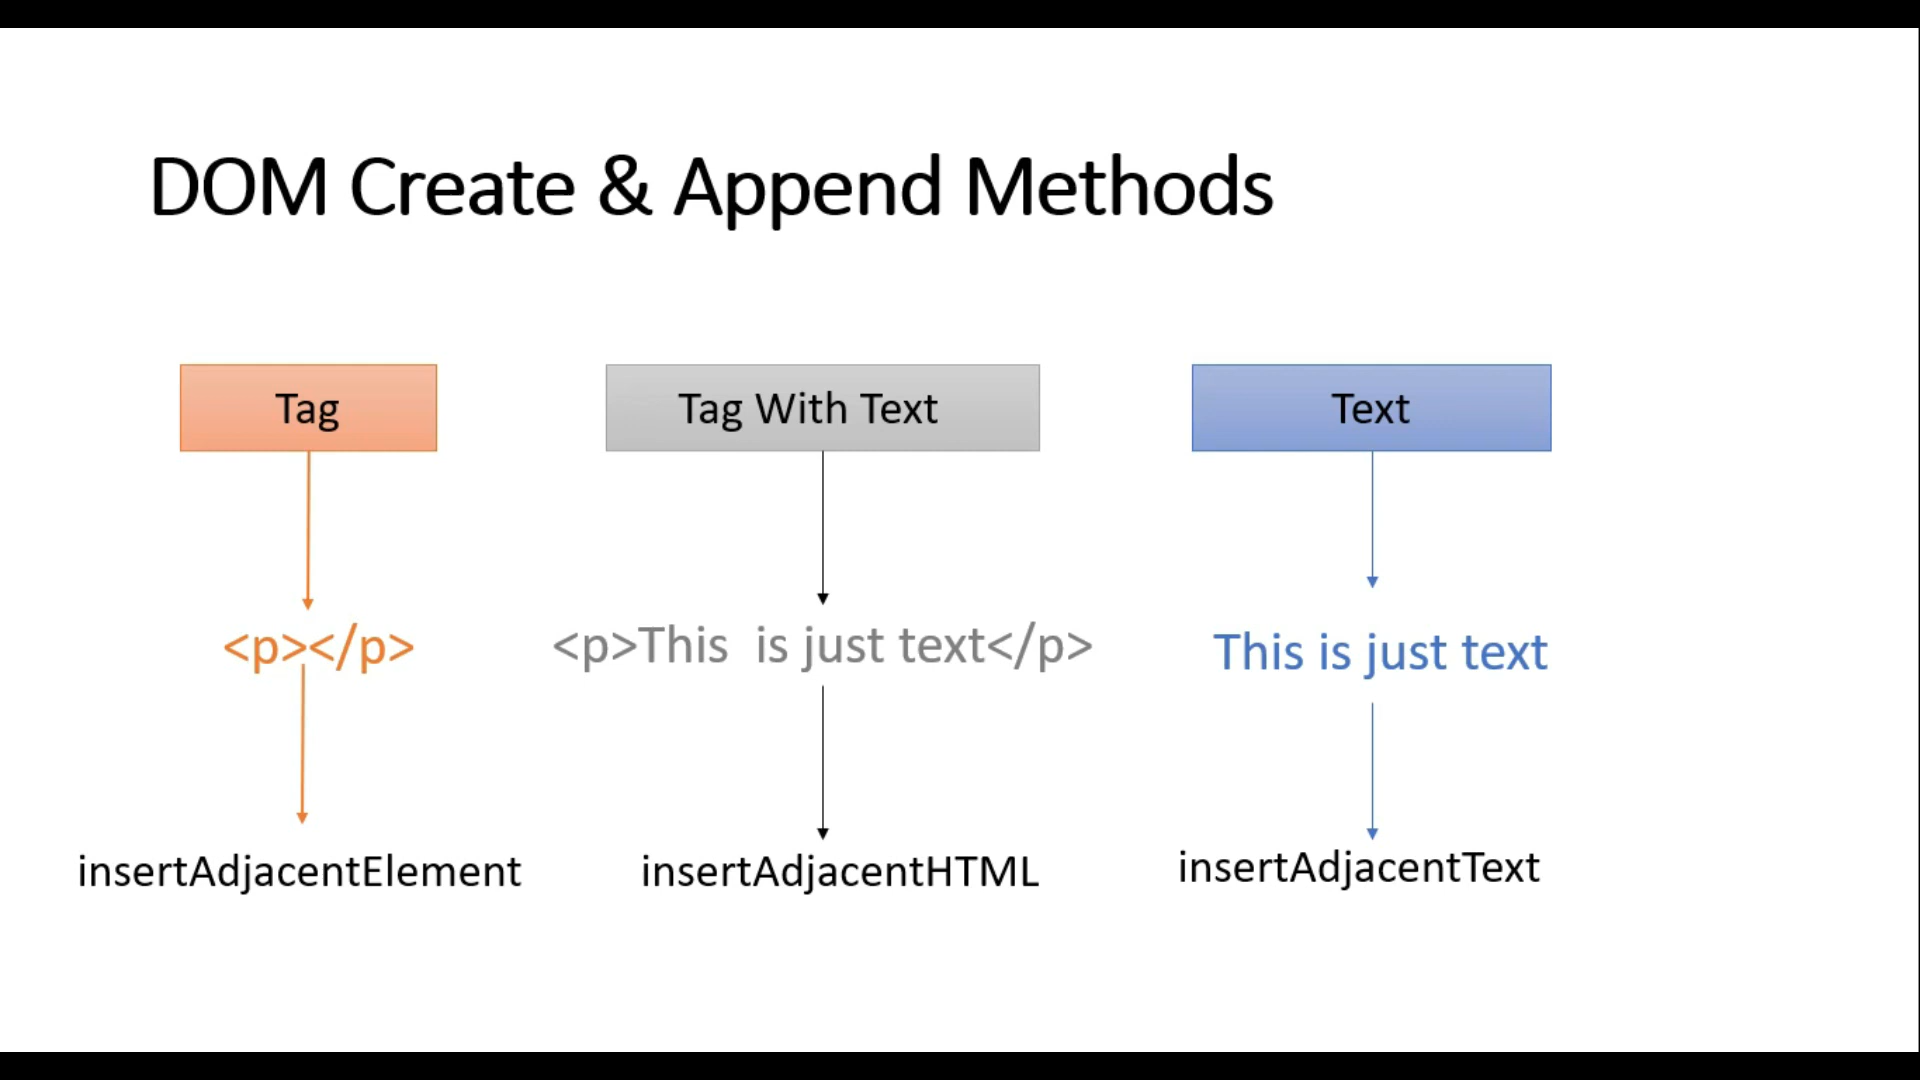 DOM Create & Append Methods
Tag
Tag With Text
Text
<p></p>
<p>This  is just text</p>
This is just text
insertAdjacentElement
insertAdjacentHTML
insertAdjacentText